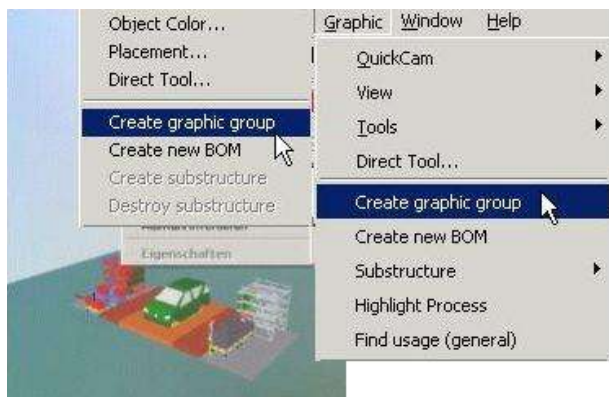 Object Color...
Placement...
Direct Tool...
Create graphic group
Create new BOM
Create substructure
Destroy substructure
Eigenschaften
Graphic Window Help
QuickCam
View
Tools
Direct Tool...
Create graphic group
Create new BOM
Substructure
Highlight Process
Find usage (general)